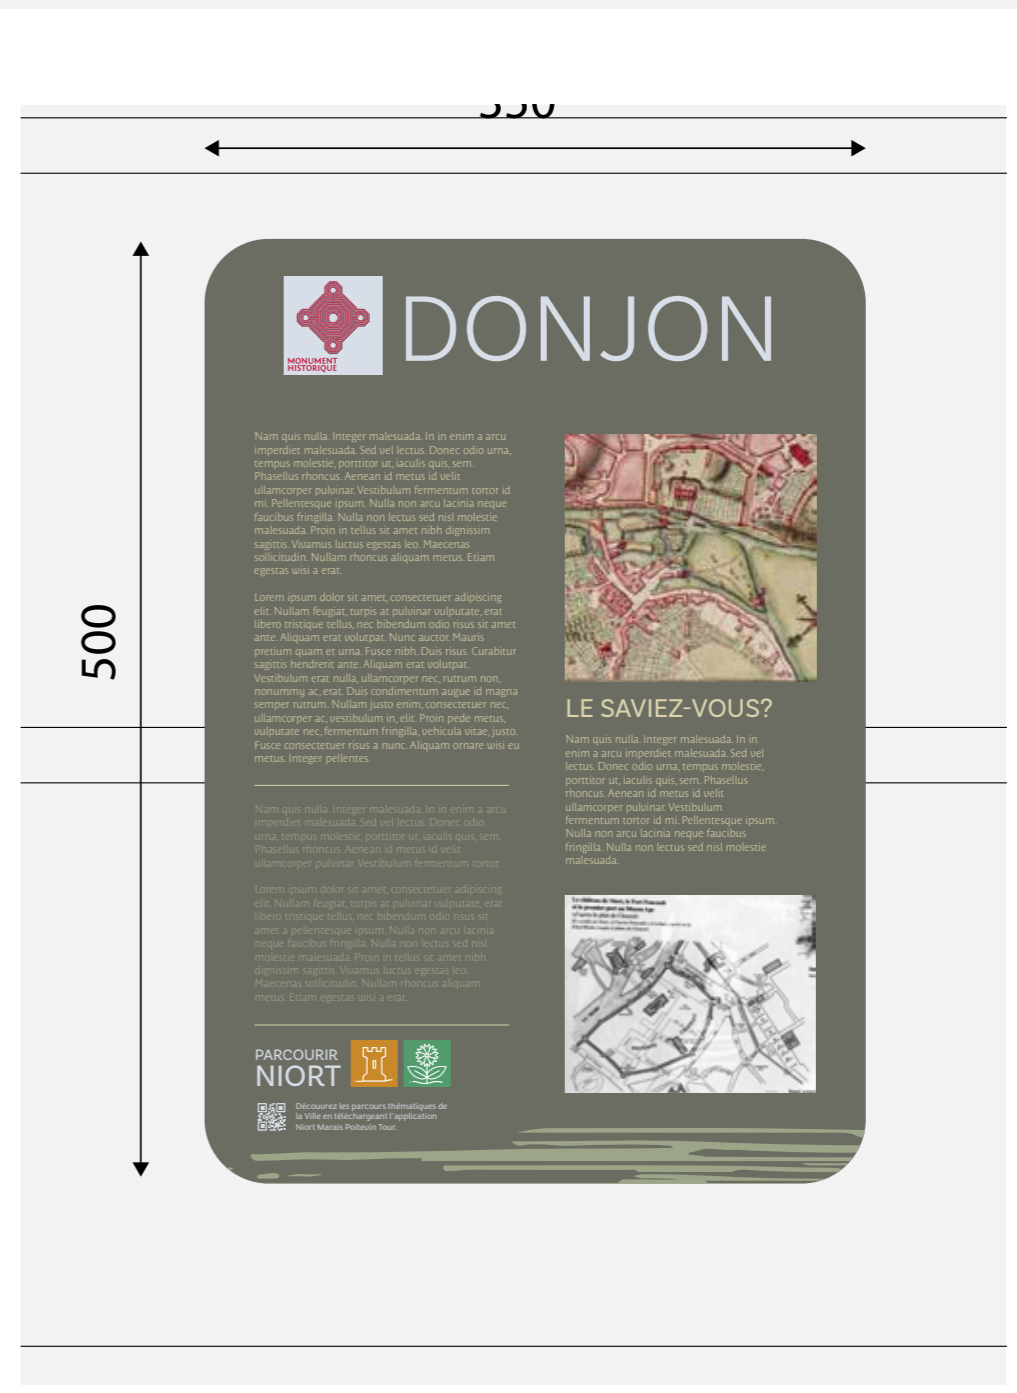 500
MONUMENT
HISTORIQUE
DONJON
Nam quis nulla. Integer malesuada. In in enim a arcu
imperdiet malesuada. Sed vel lectus. Donec odio urna,
tempus molestie, porttitor ut, iaculis quis, sem.
Phasellus rhoncus. Aenean id metus id velit
ullamcorper pulvinar. Vestibulum fermentum tortor id
mi. Pellentesque ipsum. Nulla non arcu lacinia neque
faucibus fringilla. Nulla non lectus sed nisl molestie
malesuada. Proin in tellus sit amet nibh dignissim
sagittis. Vivamus luctus egestas leo. Maecenas
sollicitudin. Nullam rhoncus aliquam metus. Etiam
egestas wisi a erat.
Lorem ipsum dolor sit amet, consectetuer adipiscing
elit. Nullam feugiat, turpis at pulvinar vulputate, erat
libero tristique tellus, nec bibendum odio risus sit amet
ante. Aliquam erat volutpat. Nunc auctor. Mauris
pretium quam et urna. Fusce nibh. Duis risus. Curabitur
sagittis hendrerit ante. Aliquam erat volutpat.
Vestibulum erat nulla, ullamcorper nec, rutrum non,
nonummy ac, erat. Duis condimentum augue id magna
semper rutrum. Nullam justo enim, consectetuer nec,
ullamcorper ac, vestibulum in, elit. Proin pede metus,
vulputate nec, fermentum fringilla, vehicula vitae, justo.
Fusce consectetuer risus a nunc. Aliquam ornare wisi eu
metus. Integer pellentes.
Nam quis nulla. Integer malesuada. In in enim a arcu
imperdiet malesuada. Sed vel lectus. Donec odio
urna, tempus molestie, porttitor ut, iaculis quis, sem.
Phasellus rhoncus. Aenean id metus id velit
ullamcorper pulvinar. Vestibulum fermentum tortor.
Lorem ipsum dolor sit amet, consectetuer adipiscing
elit. Nullam feugiat, turpis at pulvinar vulputate, erat
libero tristique tellus, nec bibendum odio risus sit
amet a pellentesque ipsum. Nulla non arcu lacinia
neque faucibus fringilla. Nulla non lectus sed nisl
molestie malesuada. Proin in tellus sit amet nibh
dignissim sagittis. Vivamus luctus egestas leo.
Maecenas sollicitudin. Nullam rhoncus aliquam
metus. Etiam egestas wisi a erat.
PARCOURIR
NIORT
Découvrez les parcours thématiques de
la Ville en téléchargeant l'application
Niort Marais Poitevin Tour.
LE SAVIEZ-VOUS?
Nam quis nulla. Integer malesuada. In in
enim a arcu imperdiet malesuada. Sed vel
lectus. Donec odio urna, tempus molestie,
porttitor ut, iaculis quis, sem. Phasellus
rhoncus. Aenean id metus id velit
ullamcorper pulvinar. Vestibulum
fermentum tortor id mi. Pellentesque ipsum.
Nulla non arcu lacinia neque faucibus
fringilla. Nulla non lectus sed nisl molestie
malesuada.
Le château de Niort, le Fort Foucault
et le premier port au Moyen Age